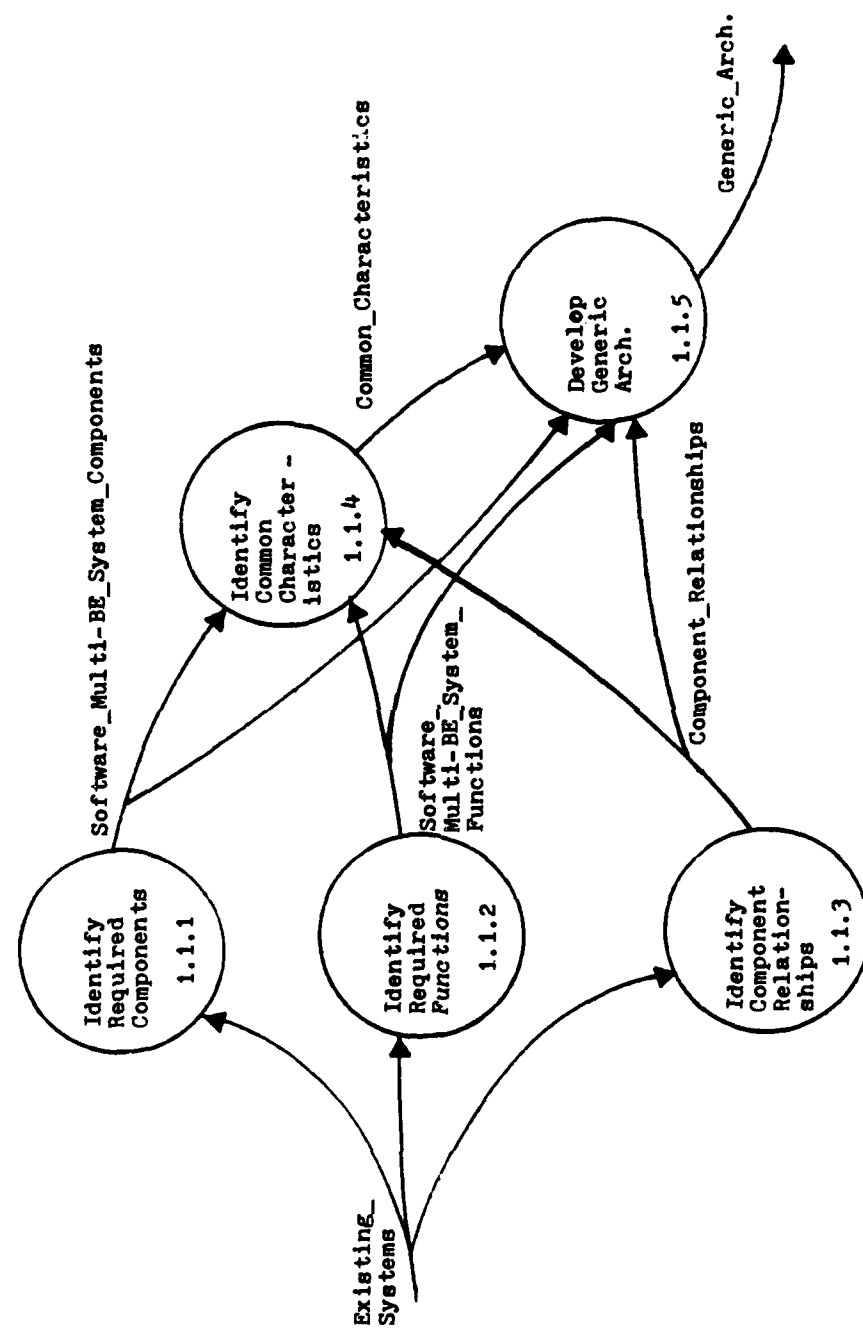 Existing_
Systems
Identify
Required
Components
1.1.1
Identify
Required
Functions
1.1.2
Identify
Component
Relation-
ships
1.1.3
Software_Multi-BE_System_Components
Software_
Multi-BE_System_
Functions
Component_Relationships
Identify
Common
Character-
istics
1.1.4
Common_Characteristics
Develop
Generic
Arch.
1.1.5
Generic_Arch.